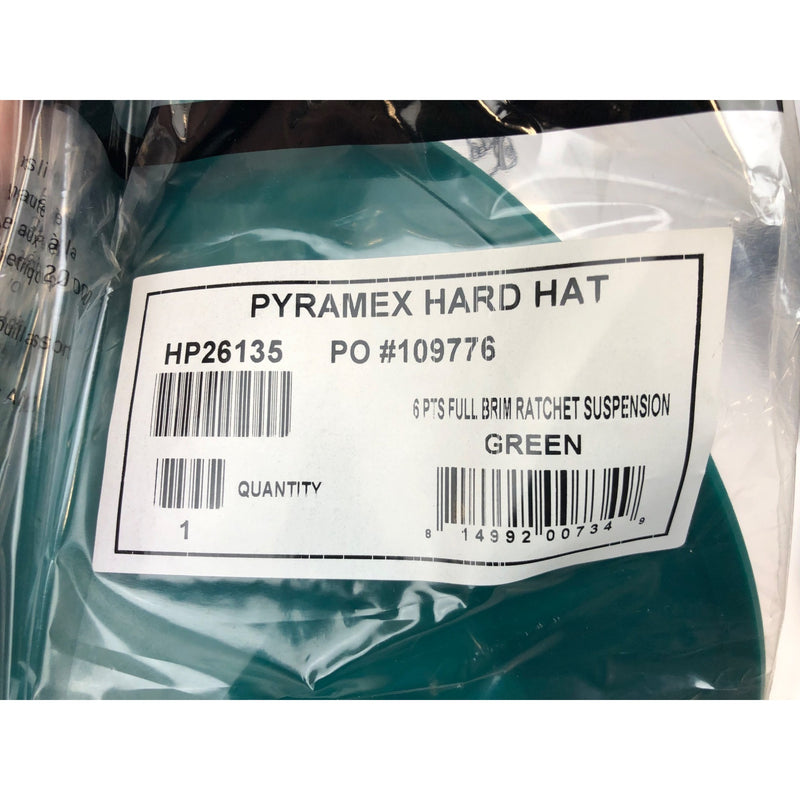 PYRAMEX HARD HAT
HP26135 PO #109776
6 PTS FULL BRIM RATCHET SUSPENSION
GREEN
QUANTITY
1
8 14992 00734 9
à la